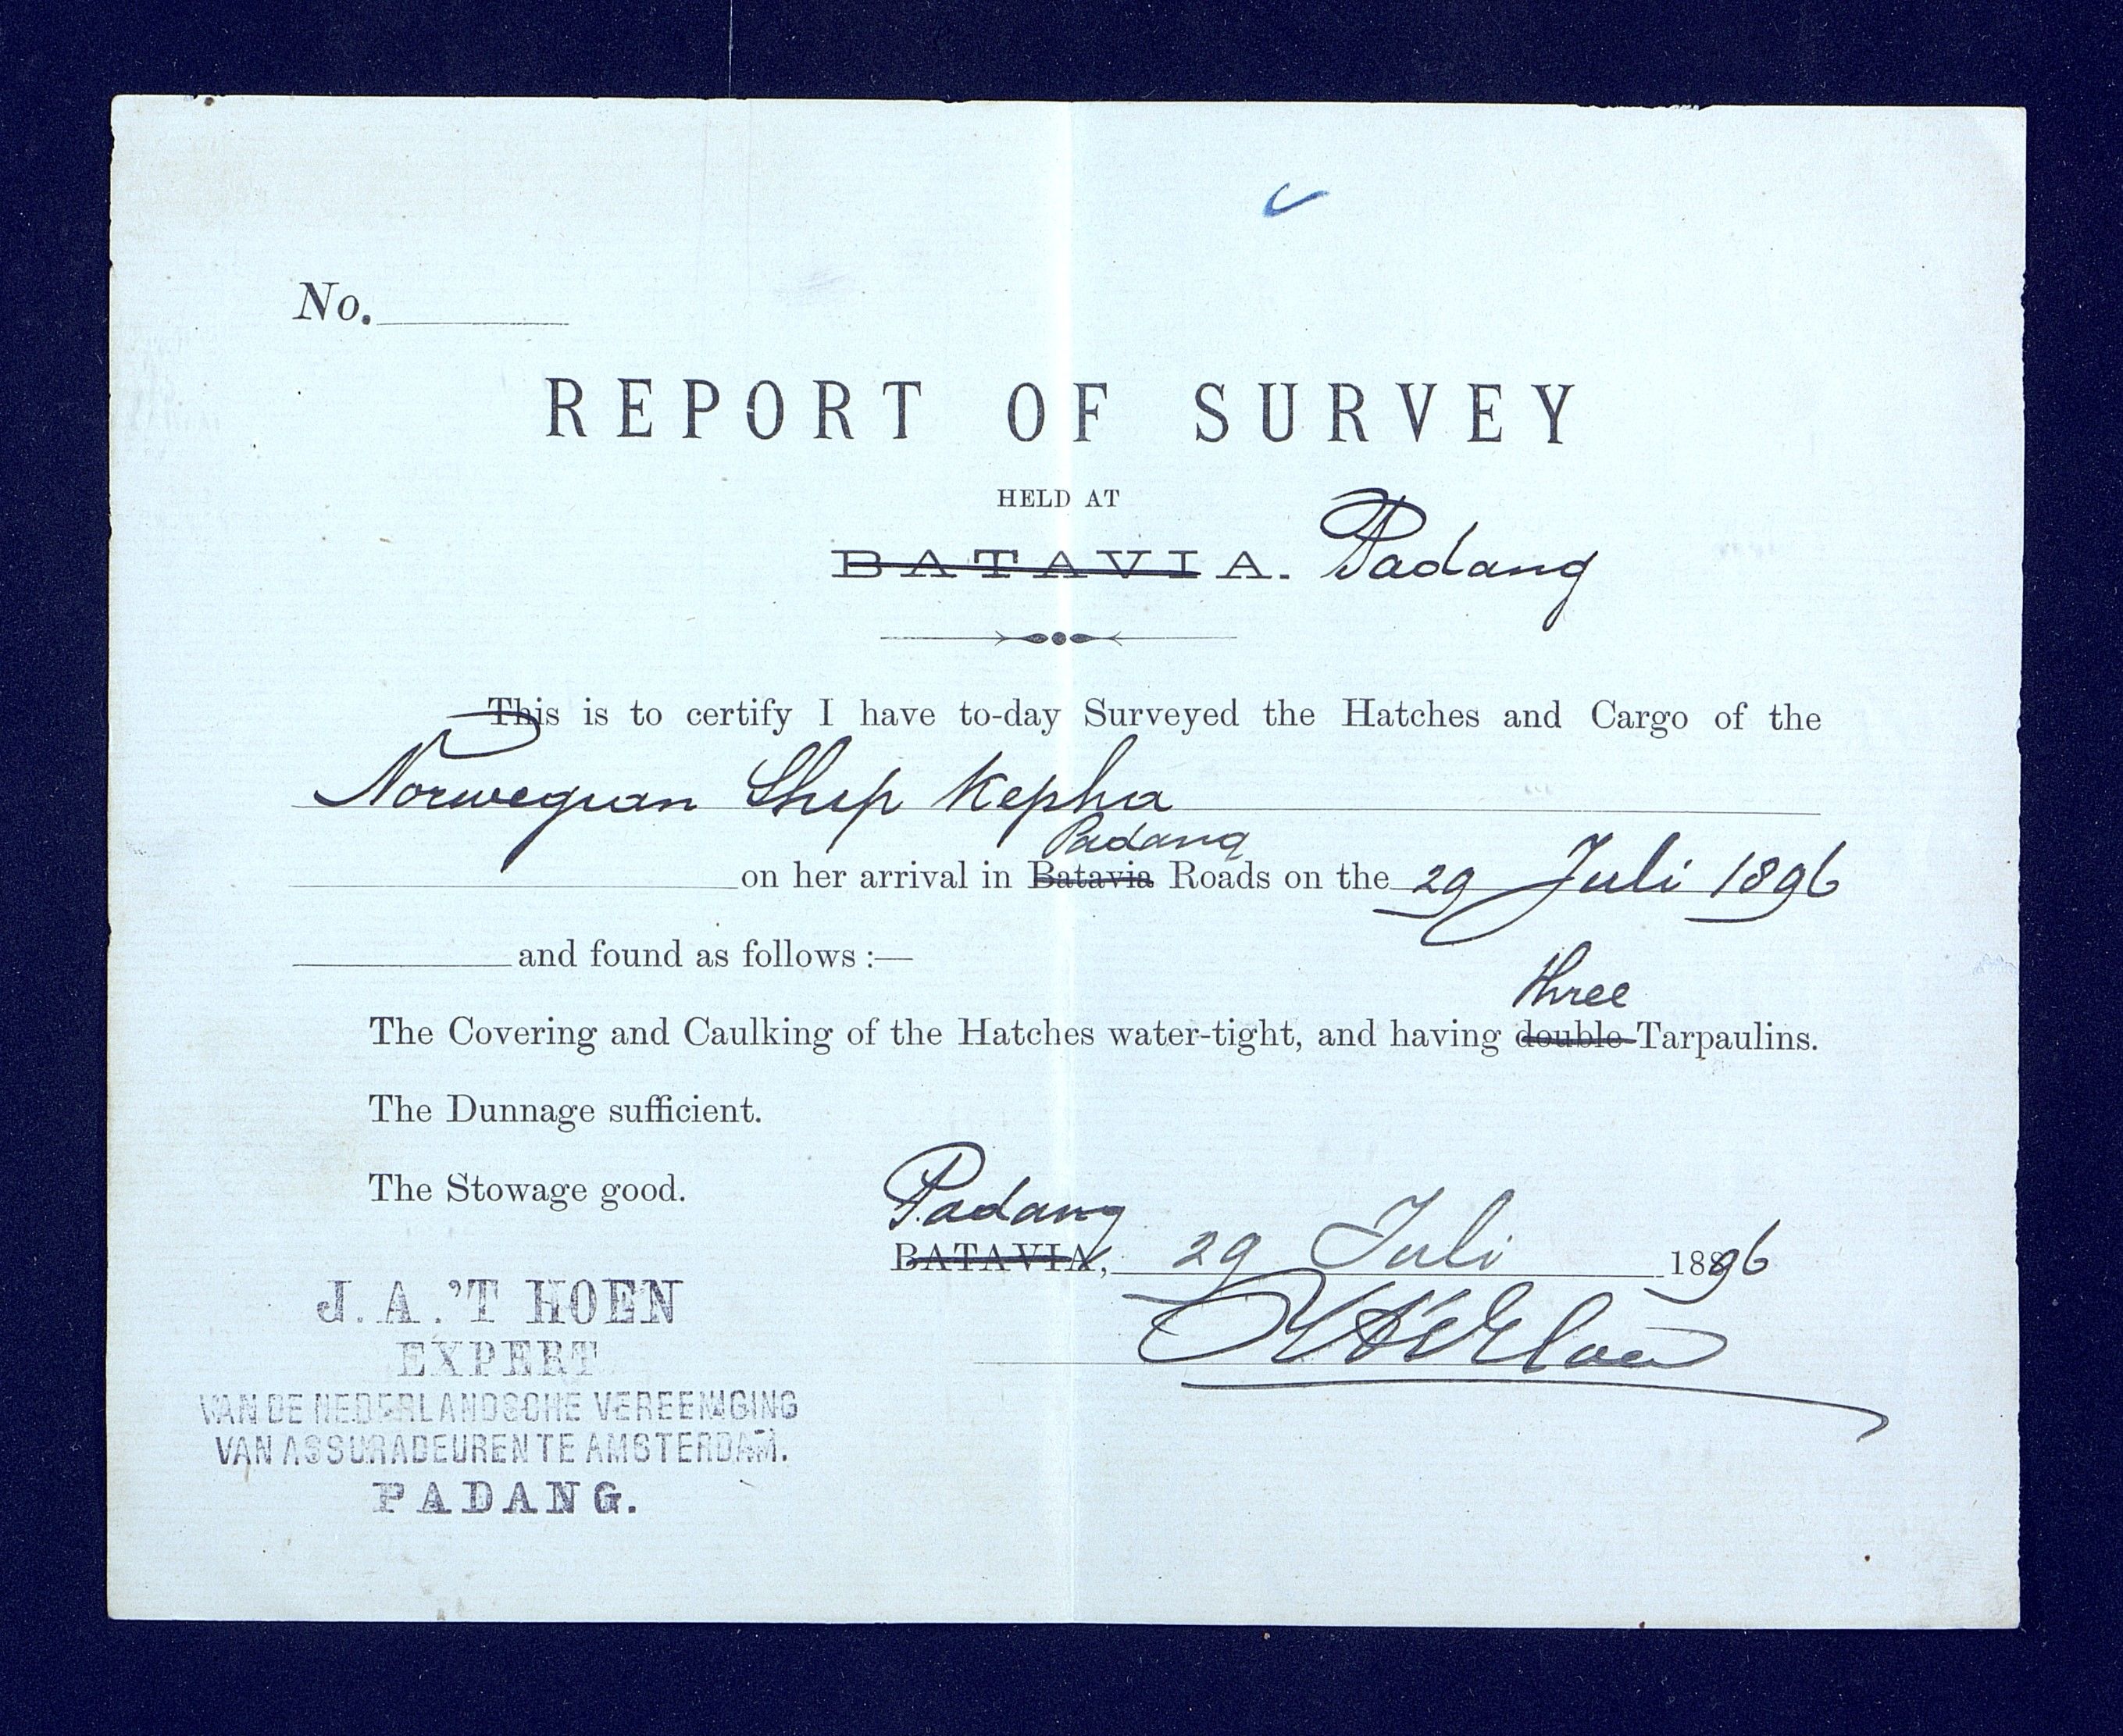 No.
REPORT OF SURVEY
HELD AT
BATAVIA. Padang
This is to certify I have to-day Surveyed the Hatches and Cargo of the
Norwegian Ship Kepha
Padang
on her arrival in Batavia Roads on the 29 Juli 1896
and found as follows :—
three
The Covering and Caulking of the Hatches water-tight, and having double Tarpaulins.
The Dunnage sufficient.
The Stowage good.
Padang
BATAVIA, 29 Juli 1896
J. A. 'T HOEN
EXPERT
VAN DE NEDERLANDSCHE VEREENIGING
VAN ASSURADEUREN TE AMSTERDAM.
PADANG.